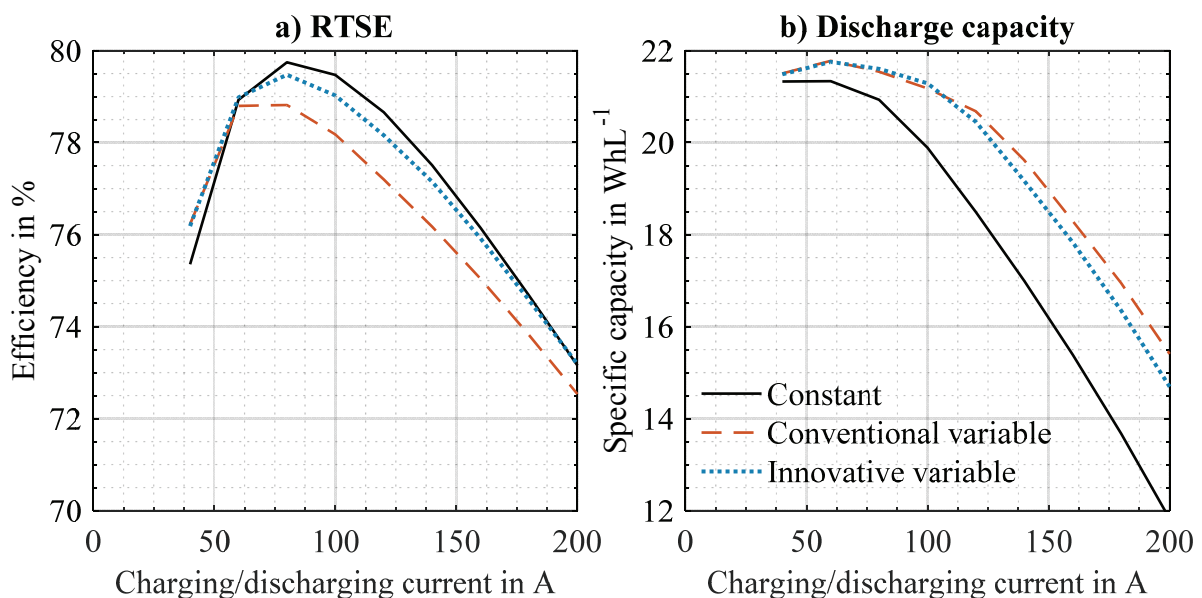 a) RTSE
Efficiency in %
80
78
76
74
72
70
0
50
100
150
200
Charging/discharging current in A
b) Discharge capacity
Specific capacity in WhL-1
22
20
18
16
14
12
Constant
Conventional variable
Innovative variable
0
50
100
150
200
Charging/discharging current in A